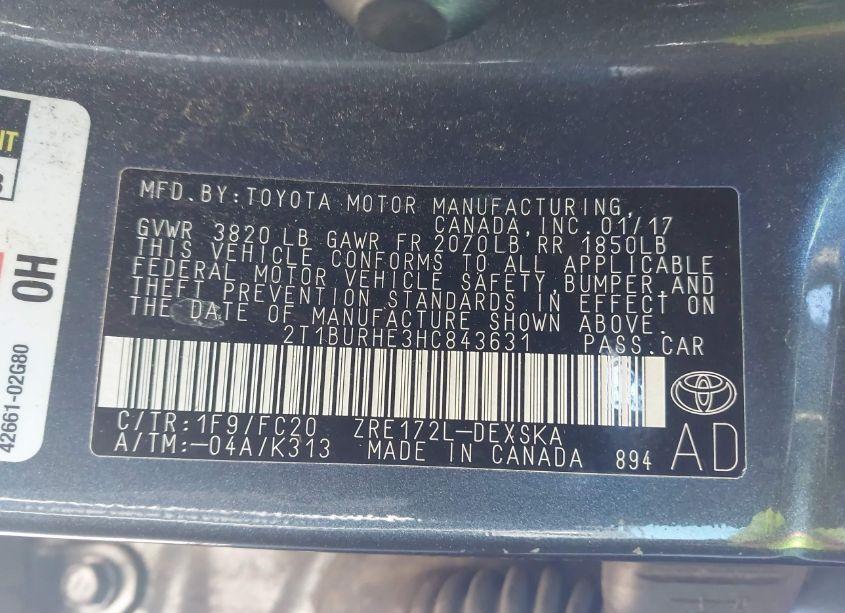 MFD. BY: TOYOTA MOTOR MANUFACTURING,
CANADA, INC. 01/17
GVWR 3820 LB GAWR FR 2070LB RR 1850LB
THIS VEHICLE CONFORMS TO ALL APPLICABLE
FEDERAL MOTOR VEHICLE SAFETY, BUMPER, AND
THEFT PREVENTION STANDARDS IN EFFECT ON
THE DATE OF MANUFACTURE SHOWN ABOVE.
2T1BURHE3HC843631 PASS. CAR
C/TR: 1F9/FC20 ZRE172L-DEXSKA
A/TM:-04A/K313 MADE IN CANADA 894
AD
OH
42661-02G80